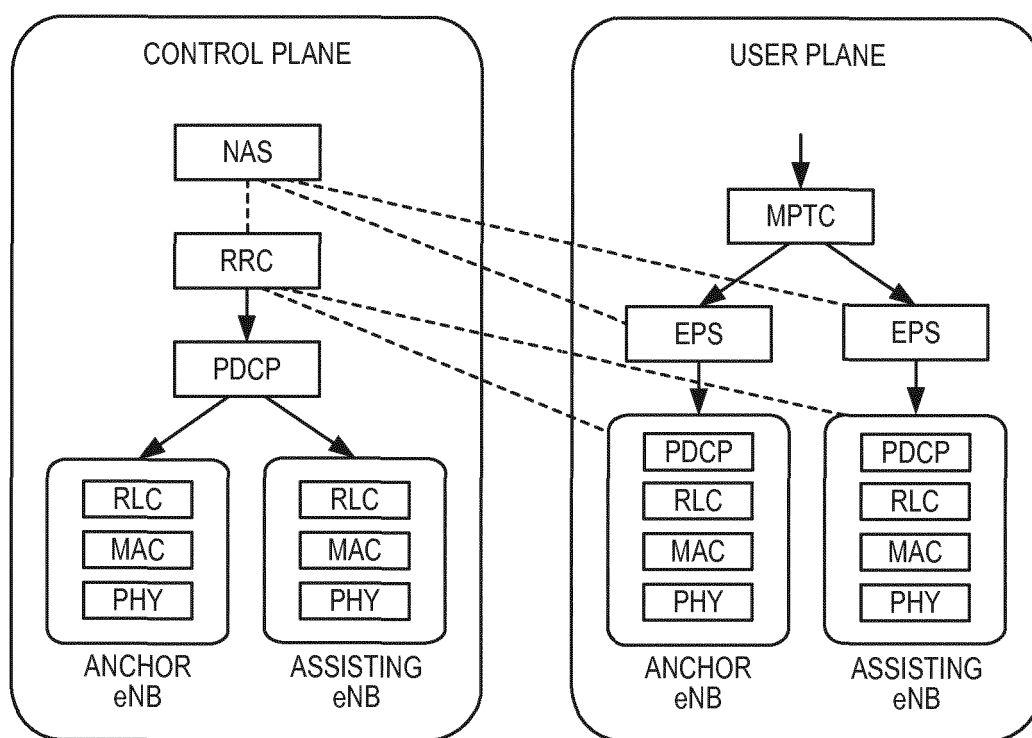 CONTROL PLANE
NAS
RRC
PDCP
RLC
MAC
PHY
ANCHOR
eNB
RLC
MAC
PHY
ASSISTING
eNB
USER PLANE
MPTC
EPS
EPS
PDCP
RLC
MAC
PHY
ANCHOR
eNB
PDCP
RLC
MAC
PHY
ASSISTING
eNB